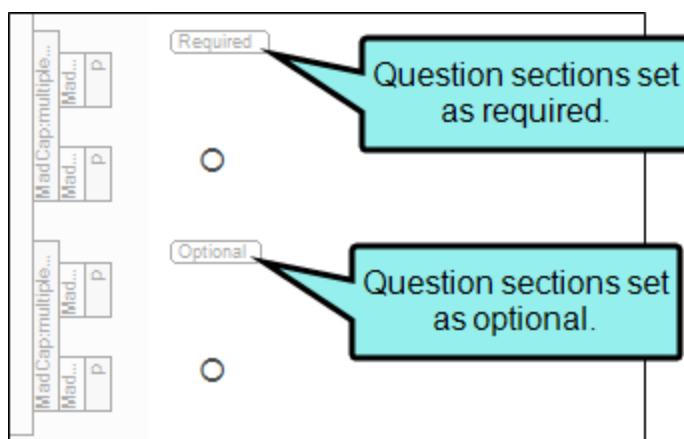 MadCap:multiple...
Mad...
P
Mad...
P
Required
Question sections set
as required.
MadCap:multiple...
Mad...
P
Mad...
P
Optional
Question sections set
as optional.